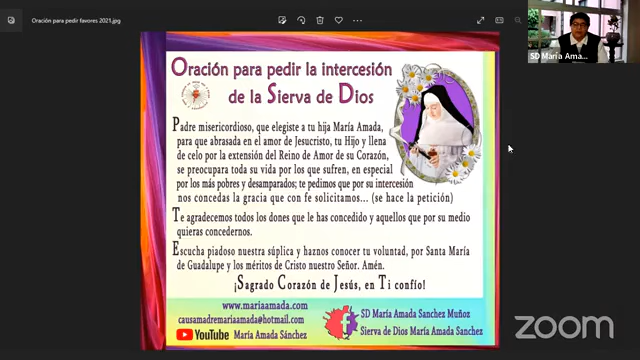 Oración para pedir favores 2021.jpg
SD María Ama...
Oración para pedir la intercesión
de la Sierva de Dios
Padre misericordioso, que elegiste a tu hija María Amada,
para que abrasada en el amor de Jesucristo, tu Hijo y llena
de celo por la extensión del Reino de Amor de su Corazón,
se preocupara toda su vida por los que sufren, en especial
por los más pobres y desamparados; te pedimos que por su intercesión
nos concedas la gracia que con fe solicitamos... (se hace la petición)
Te agradecemos todos los dones que le has concedido y aquellos que por su medio
quieras concedernos.
Escucha piadoso nuestra súplica y haznos conocer tu voluntad, por Santa María
de Guadalupe y los méritos de Cristo nuestro Señor. Amén.
¡Sagrado Corazón de Jesús, en Ti confío!
www.mariaamada.com
causamadremariaamada@hotmail.com
YouTube María Amada Sánchez
f
SD María Amada Sanchez Muñoz
Sierva de Dios María Amada Sanchez
zoom